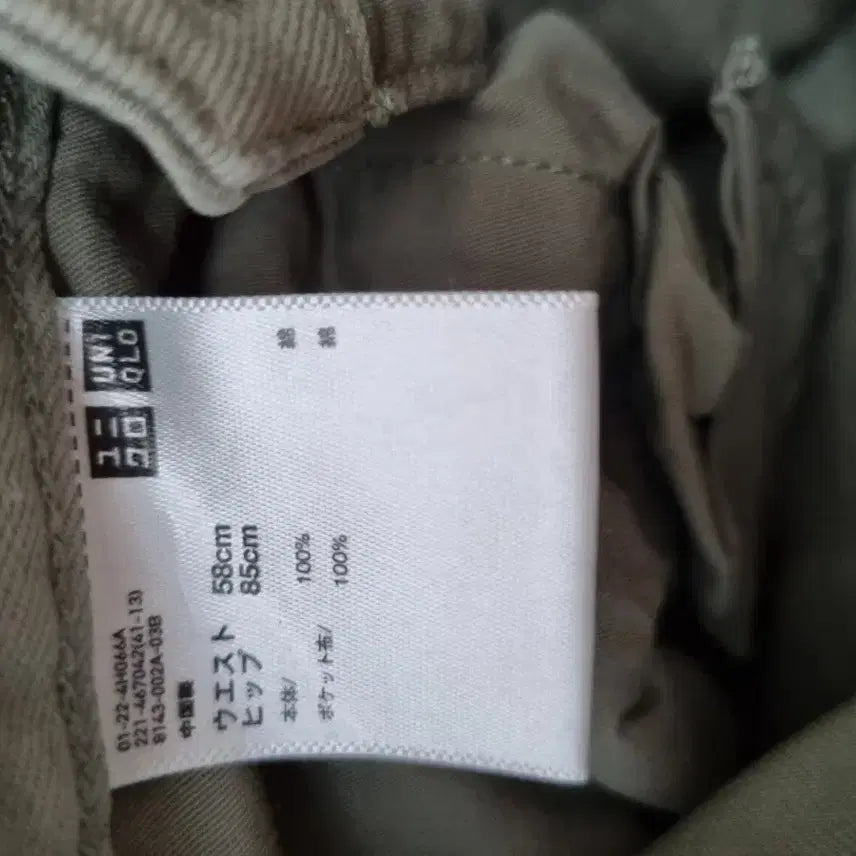 UNI
QLO
ユニ
クロ
01-22-4H066A
221-467042(41-13)
8143-002A-03B
中国製
ウエスト 58cm
ヒップ 85cm
本体/ 100% 綿
ポケット布/ 100% 綿